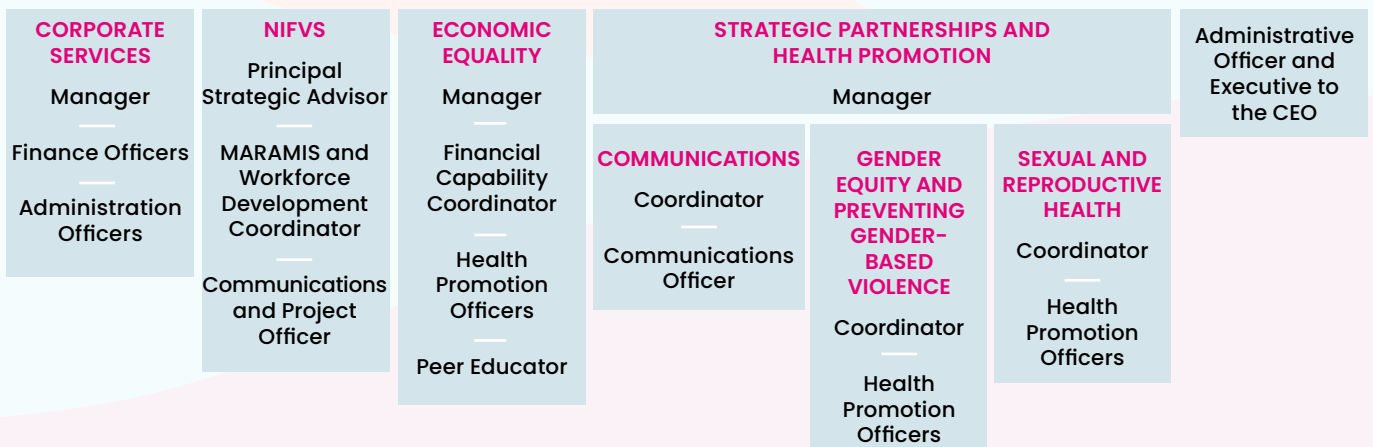 CORPORATE
SERVICES
Manager
Finance Officers
Administration
Officers
NIFVS
Principal
Strategic Advisor
MARAMIS and
Workforce
Development
Coordinator
Communications
and Project
Officer
ECONOMIC
EQUALITY
Manager
Financial
Capability
Coordinator
Health
Promotion
Officers
Peer Educator
STRATEGIC PARTNERSHIPS AND
HEALTH PROMOTION
Manager
COMMUNICATIONS
Coordinator
Communications
Officer
GENDER
EQUITY AND
PREVENTING
GENDER-
BASED
VIOLENCE
Coordinator
Health
Promotion
Officers
SEXUAL AND
REPRODUCTIVE
HEALTH
Coordinator
Health
Promotion
Officers
Administrative
Officer and
Executive to
the CEO